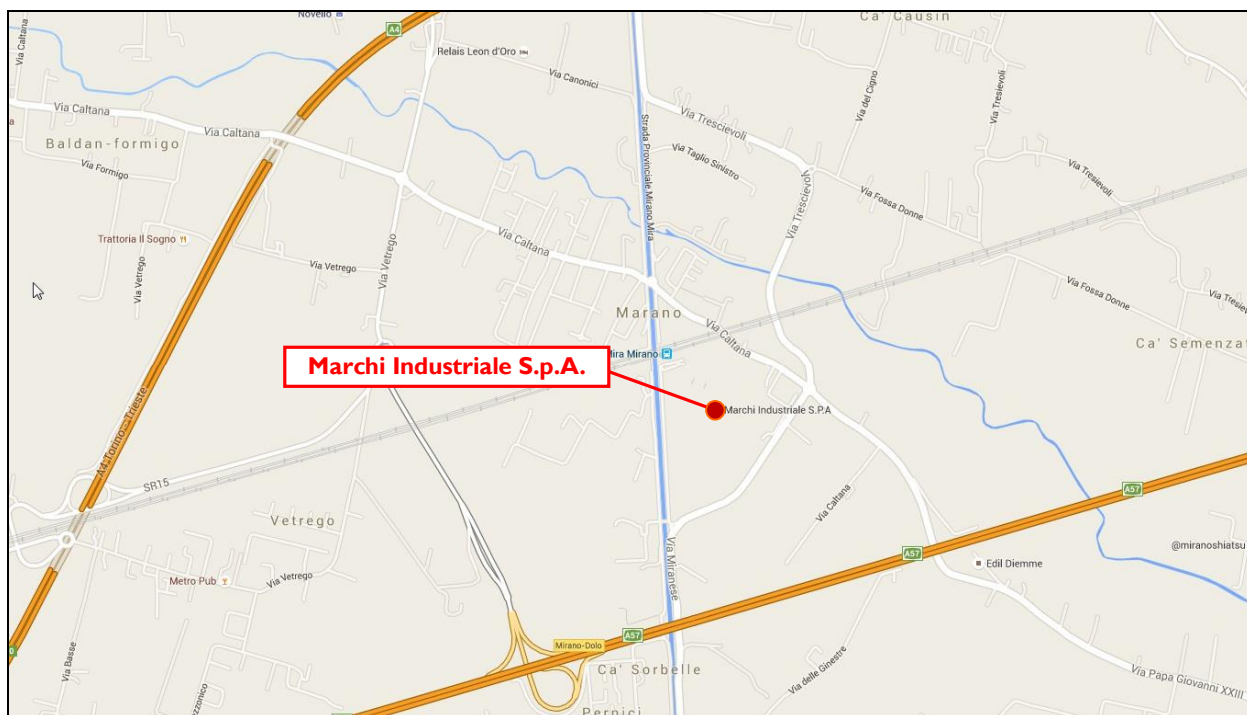 Novello
Ca' Causin
A4
Via Caltana
Relais Leon d'Oro
Via Canonici
Via del Cigno
Via Tresievoli
Via Caltana
Via Caltana
Via Trescievoli
Strada Provinciale Mirano Mira
Baldan-formigo
Via Formigo
Via Taglio Sinistro
Via Tresievoli
Via Trescievoli
Via Fossa Donne
Trattoria Il Sogno
Via Vetrego
Via Vetrego
Via Vetrego
Via Caltana
Via Fossa Donne
Via Tresievoli
Marano
Via Caltana
Ca' Semenzat
Mira Mirano
Marchi Industriale S.p.A.
Marchi Industriale S.P.A
A4 Torino - Trieste
SR15
A57
Via Caltana
Vetrego
@miranoshiatsu
A57
Via Miranese
Edil Diemme
Metro Pub
Via Vetrego
A57
Mirano-Dolo
Via Basse
Ca' Sorbelle
Via delle Ginestre
Via Papa Giovanni XXIII
Pernici